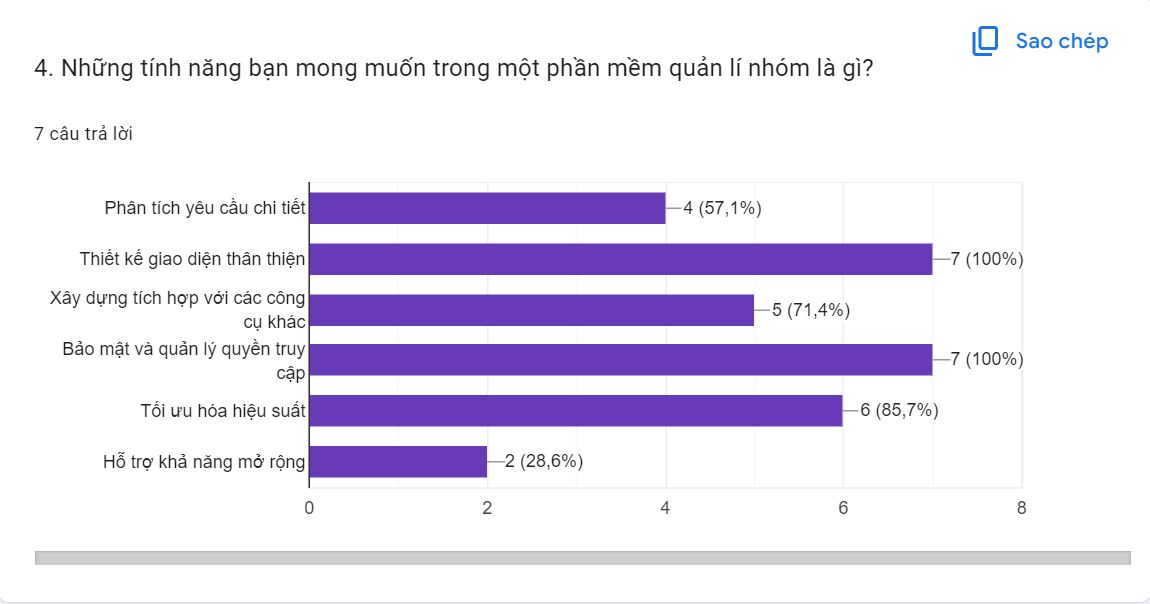 Sao chép
4. Những tính năng bạn mong muốn trong một phần mềm quản lí nhóm là gì?
7 câu trả lời
Phân tích yêu cầu chi tiết
4 (57,1%)
Thiết kế giao diện thân thiện
7 (100%)
Xây dựng tích hợp với các công
cụ khác
5 (71,4%)
Bảo mật và quản lý quyền truy
cập
7 (100%)
Tối ưu hóa hiệu suất
6 (85,7%)
Hỗ trợ khả năng mở rộng
2 (28,6%)
0 2 4 6 8